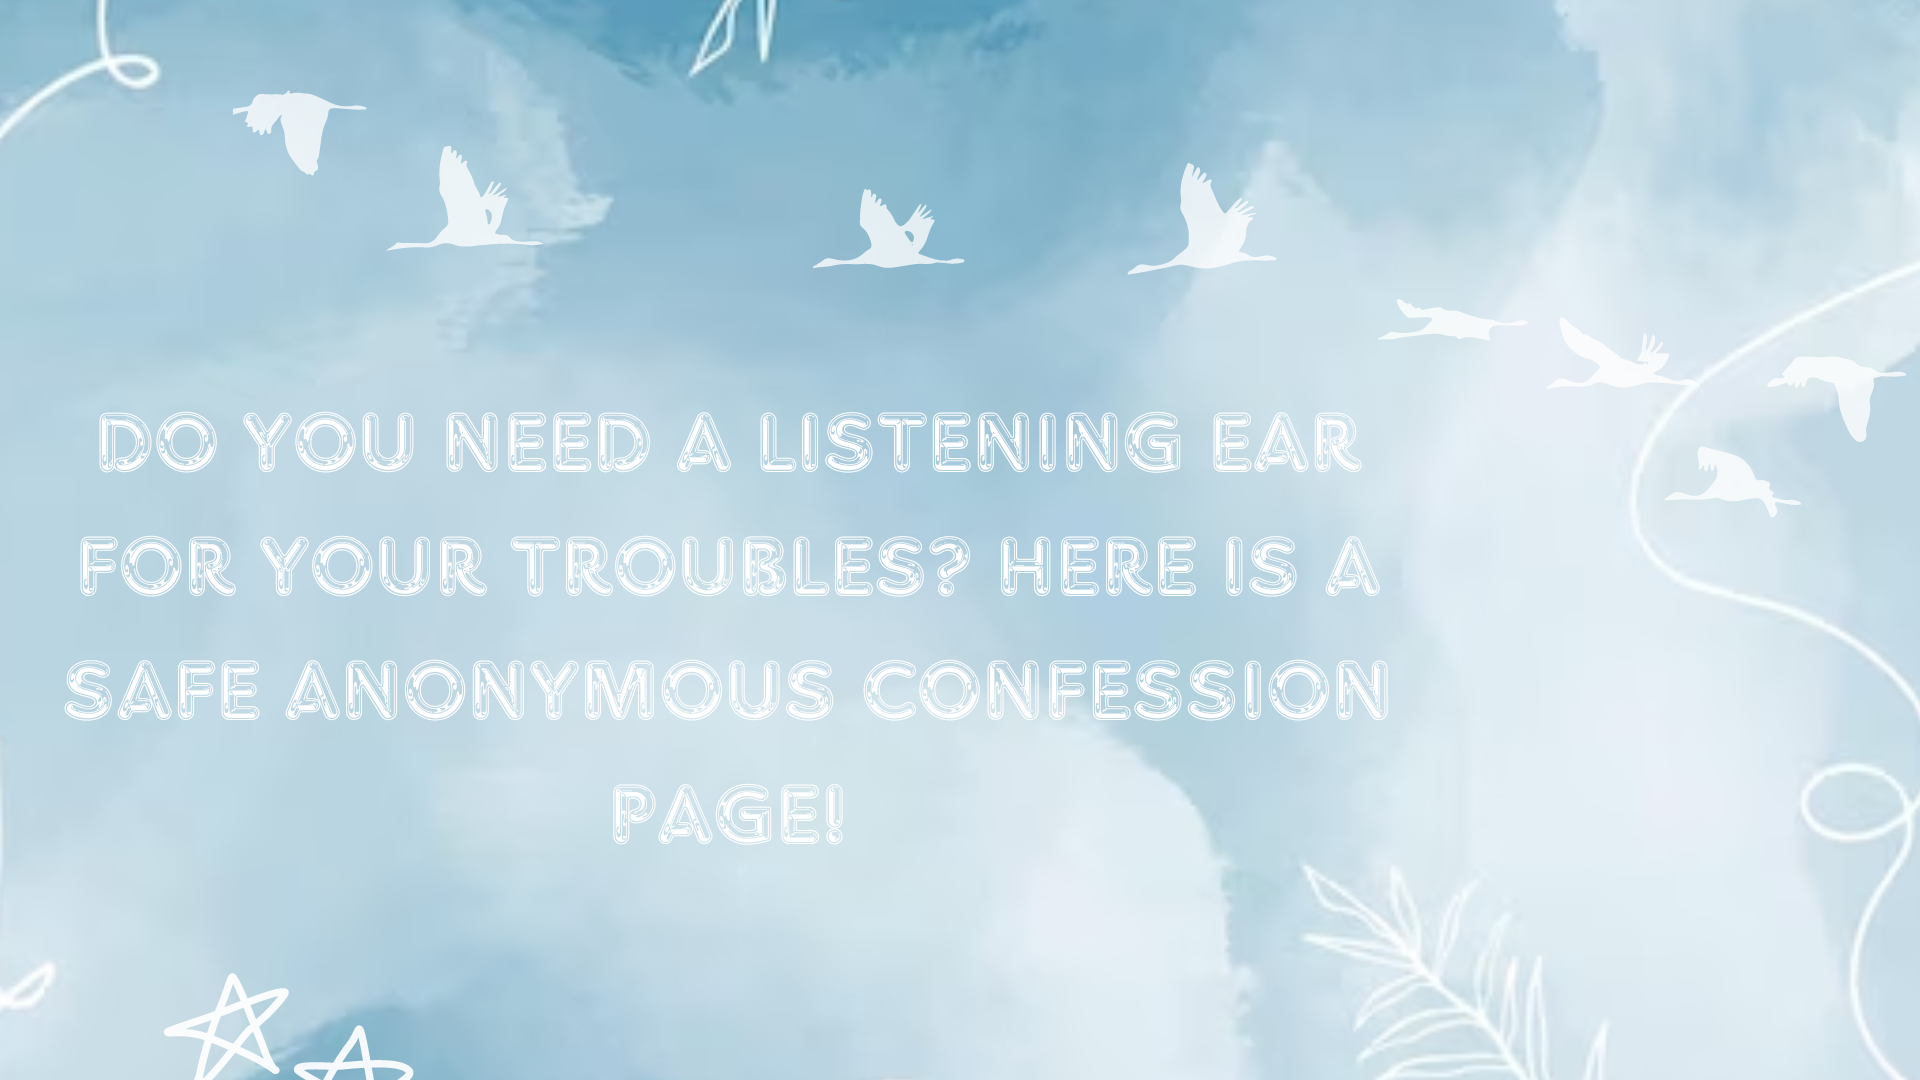 DO YOU NEED A LISTENING EAR
FOR YOUR TROUBLES? HERE IS A
SAFE ANONYMOUS CONFESSION
PAGE!